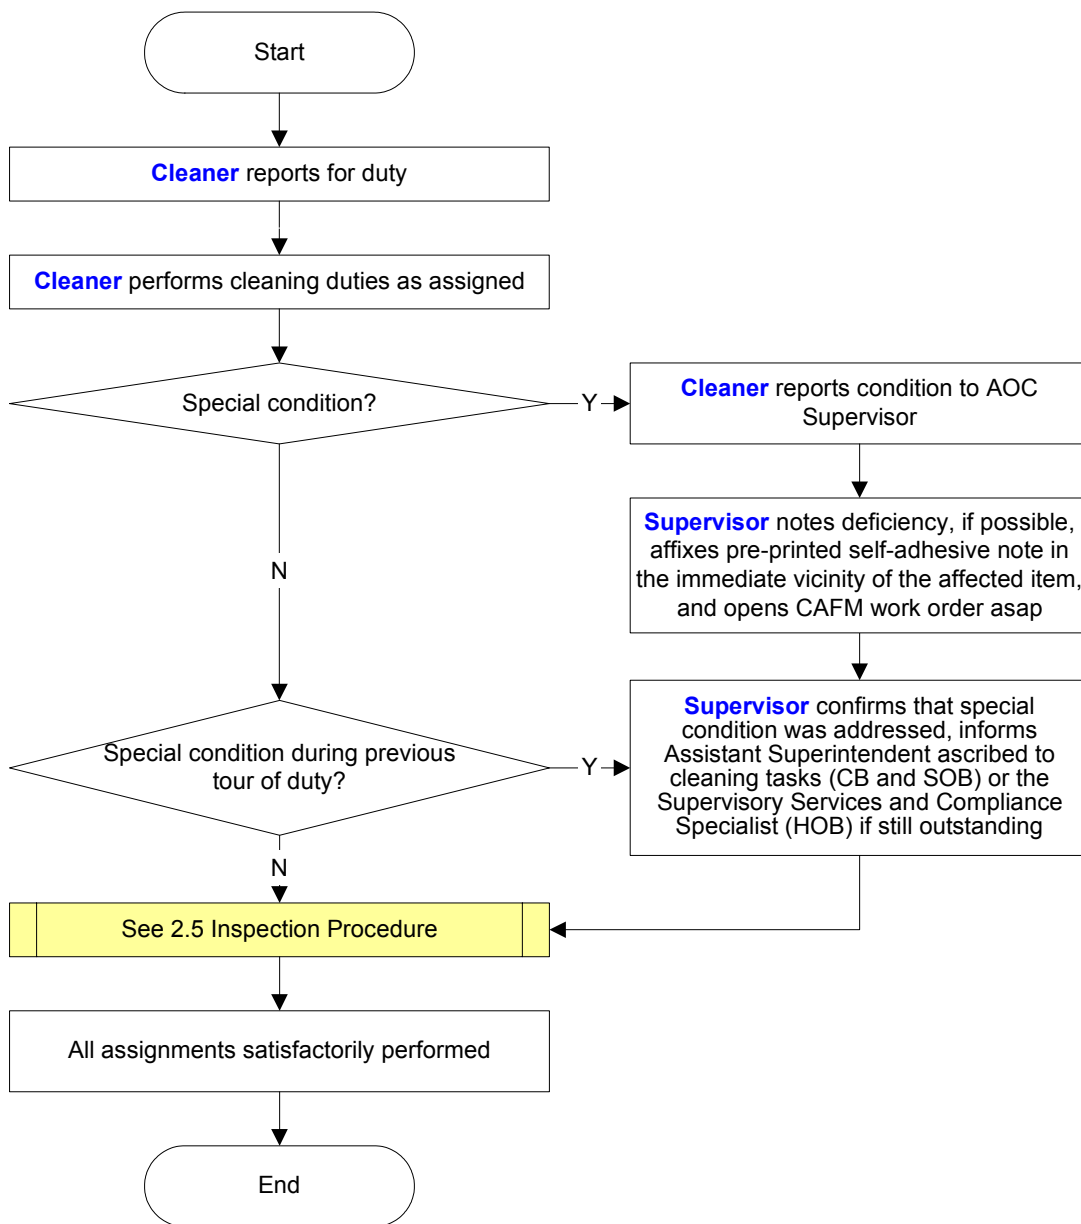 Start
Cleaner reports for duty
Cleaner performs cleaning duties as assigned
Special condition?
Y
Cleaner reports condition to AOC
Supervisor
Supervisor notes deficiency, if possible,
affixes pre-printed self-adhesive note in
the immediate vicinity of the affected item,
and opens CAFM work order asap
N
Special condition during previous
tour of duty?
Y
Supervisor confirms that special
condition was addressed, informs
Assistant Superintendent ascribed to
cleaning tasks (CB and SOB) or the
Supervisory Services and Compliance
Specialist (HOB) if still outstanding
N
See 2.5 Inspection Procedure
All assignments satisfactorily performed
End